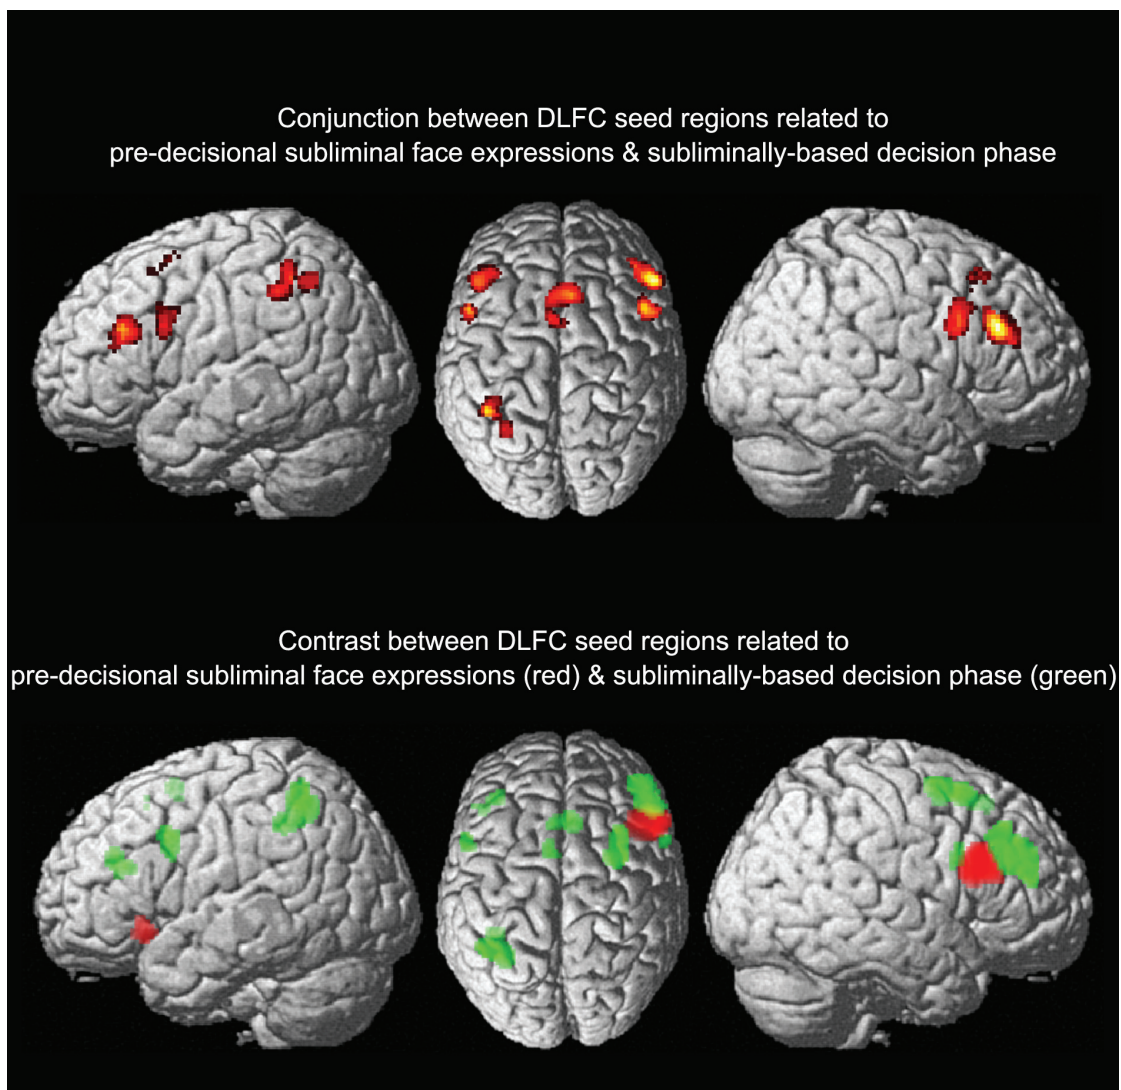 Conjunction between DLFC seed regions related to
pre-decisional subliminal face expressions & subliminally-based decision phase
Contrast between DLFC seed regions related to
pre-decisional subliminal face expressions (red) & subliminally-based decision phase (green)